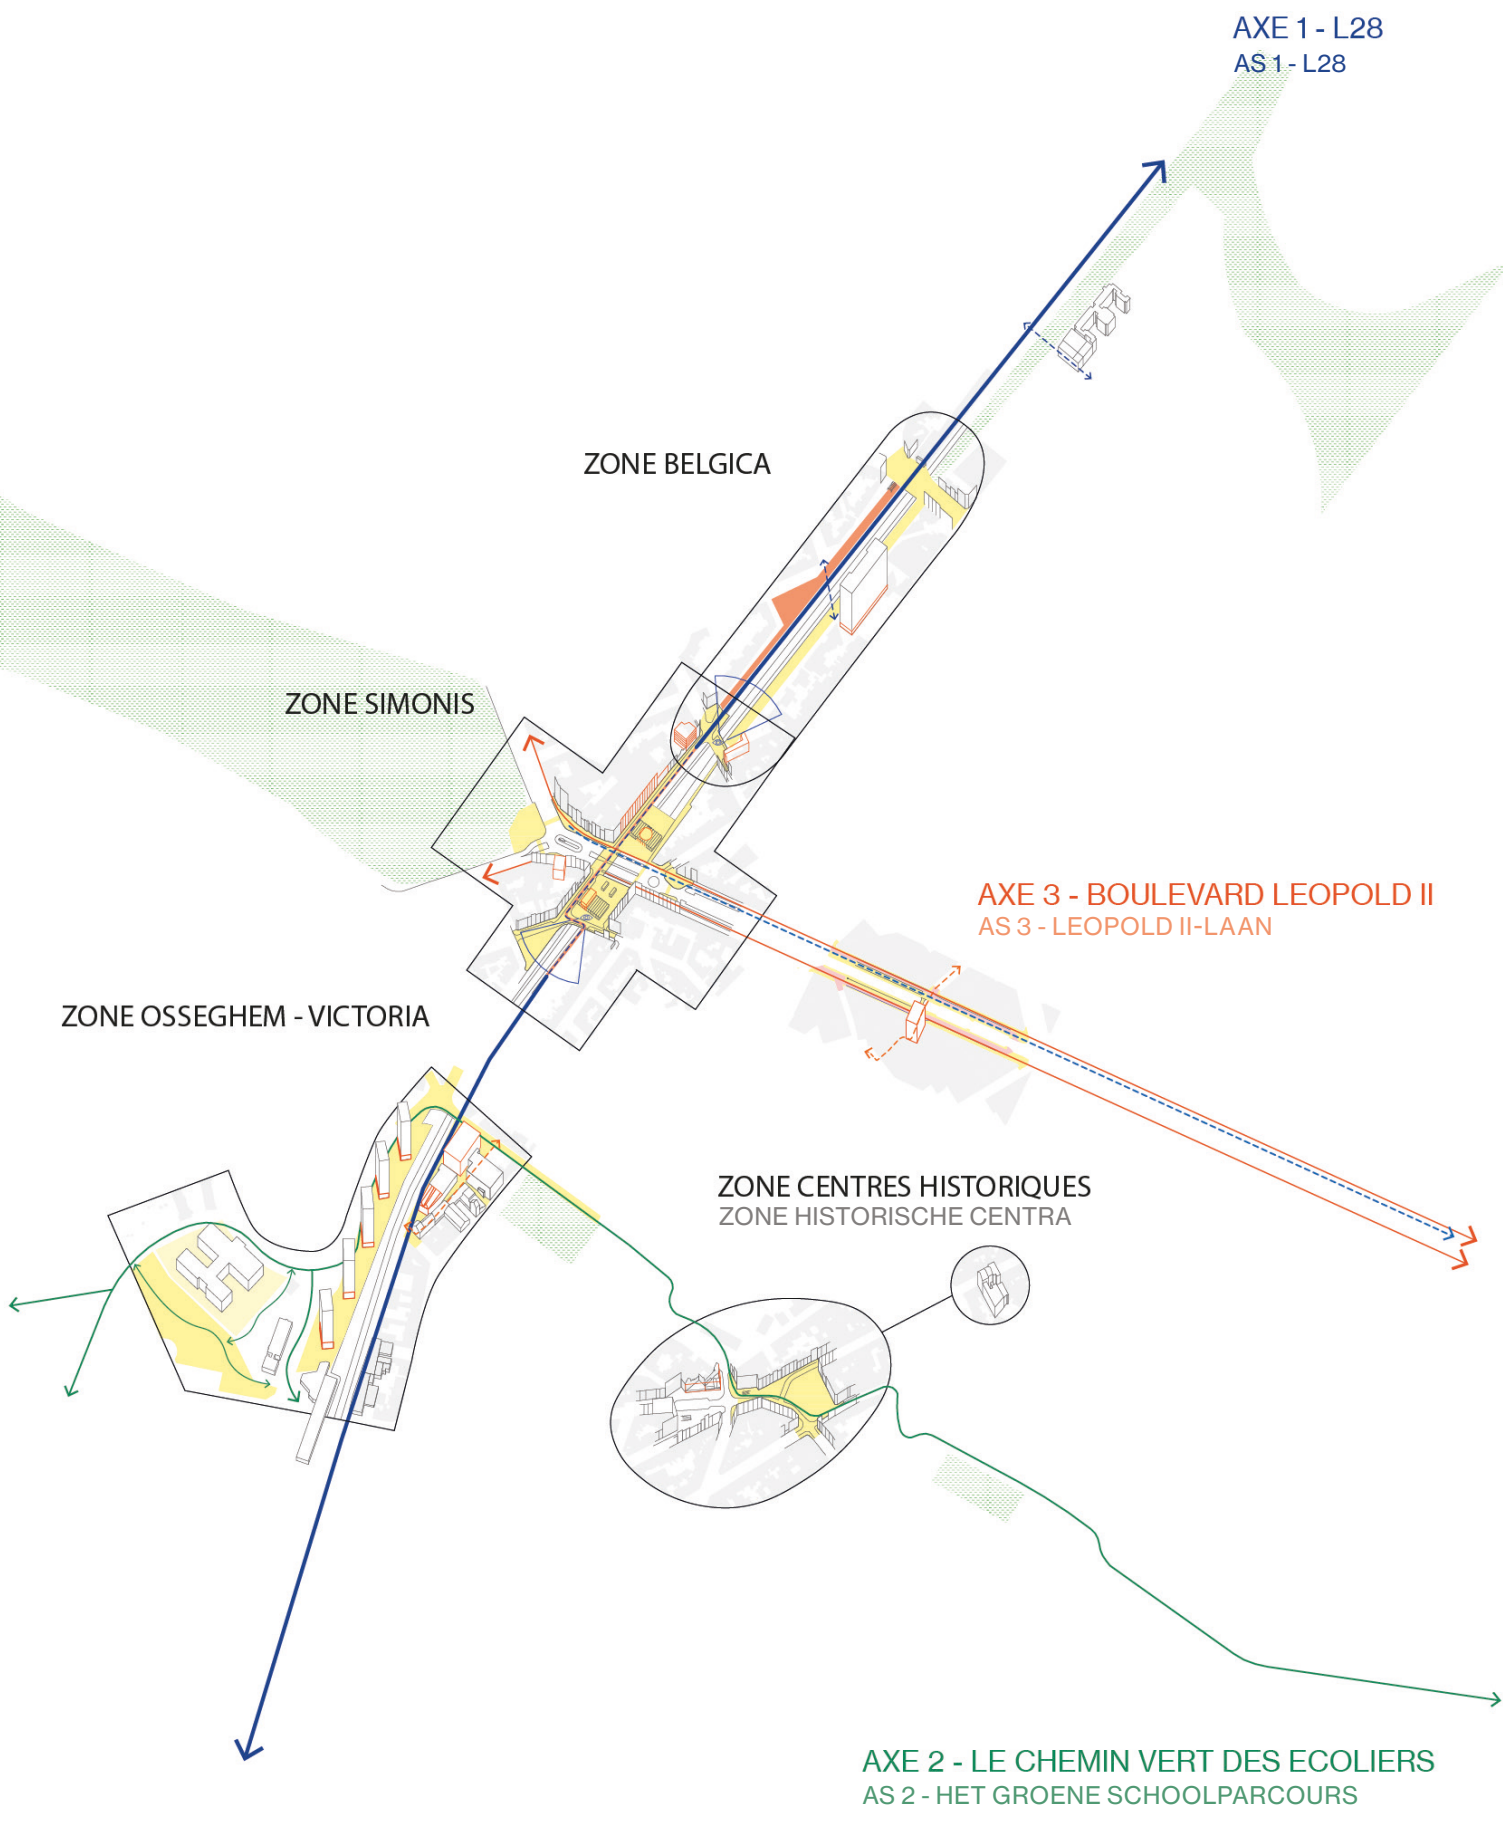 AXE 1 - L28
AS 1 - L28
ZONE BELGICA
ZONE SIMONIS
AXE 3 - BOULEVARD LEOPOLD II
AS 3 - LEOPOLD II-LAAN
ZONE OSSEGHEM - VICTORIA
ZONE CENTRES HISTORIQUES
ZONE HISTORISCHE CENTRA
AXE 2 - LE CHEMIN VERT DES ECOLIERS
AS 2 - HET GROENE SCHOOLPARCOURS